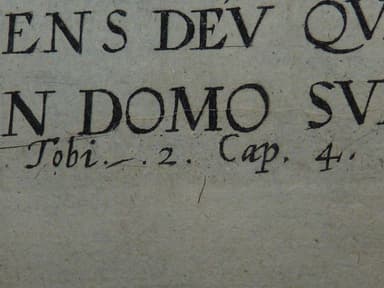 ENS DEV́ QV
N DOMO SV
Tobi. 2. Cap. 4.